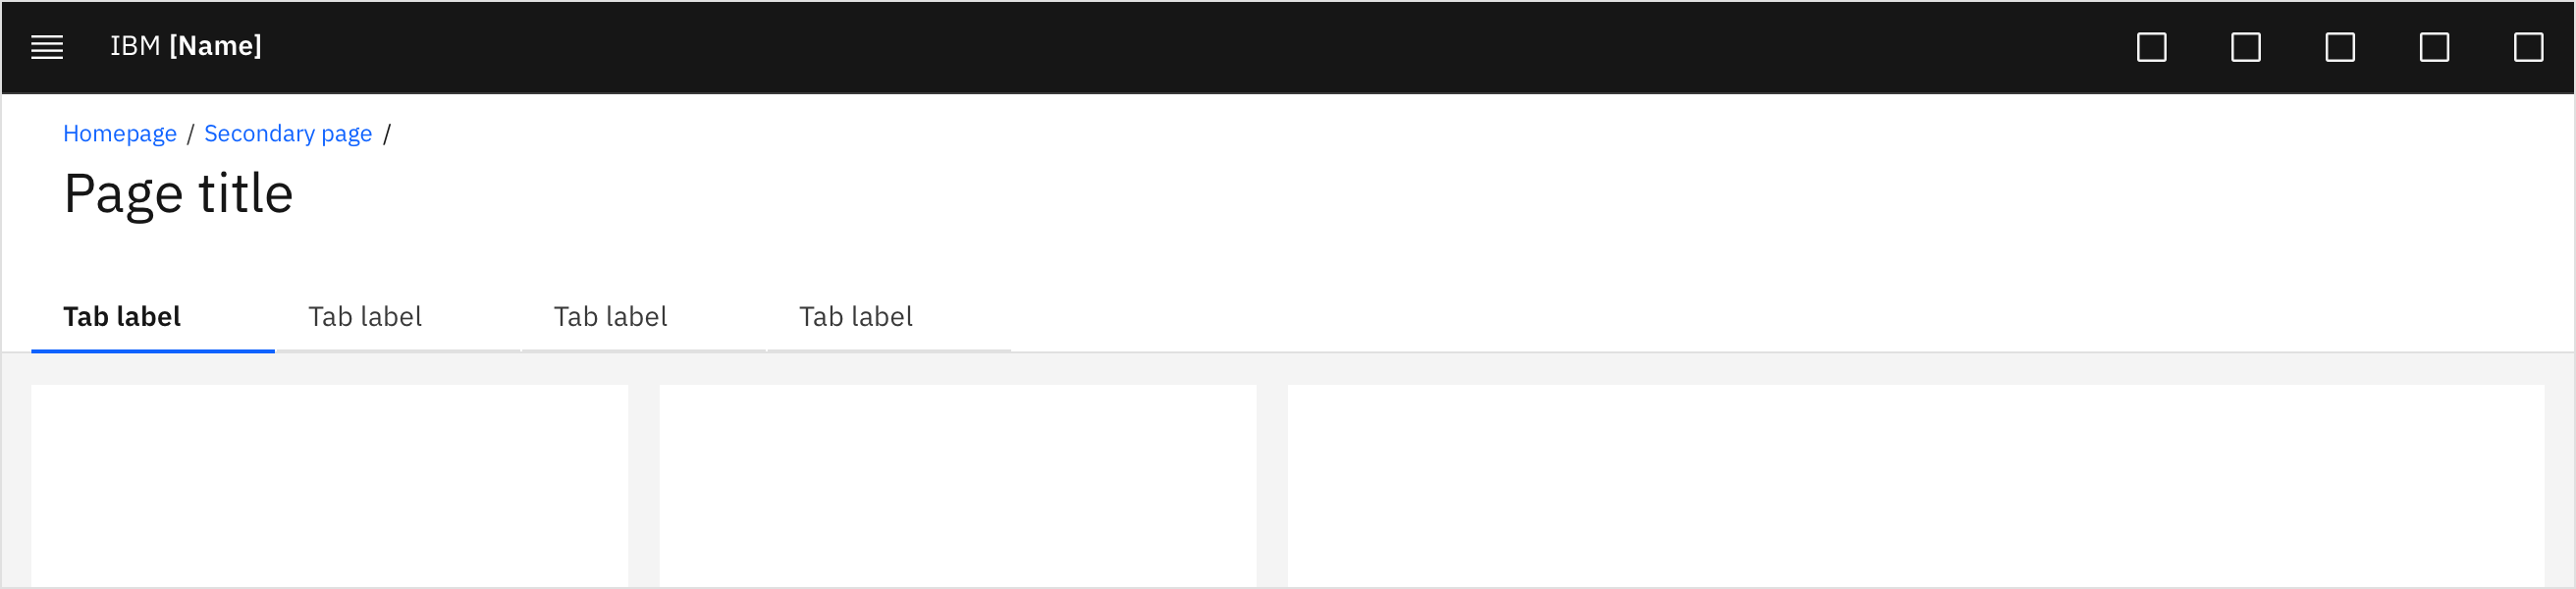 IBM [Name]
Homepage / Secondary page /
Page title
Tab label Tab label Tab label Tab label